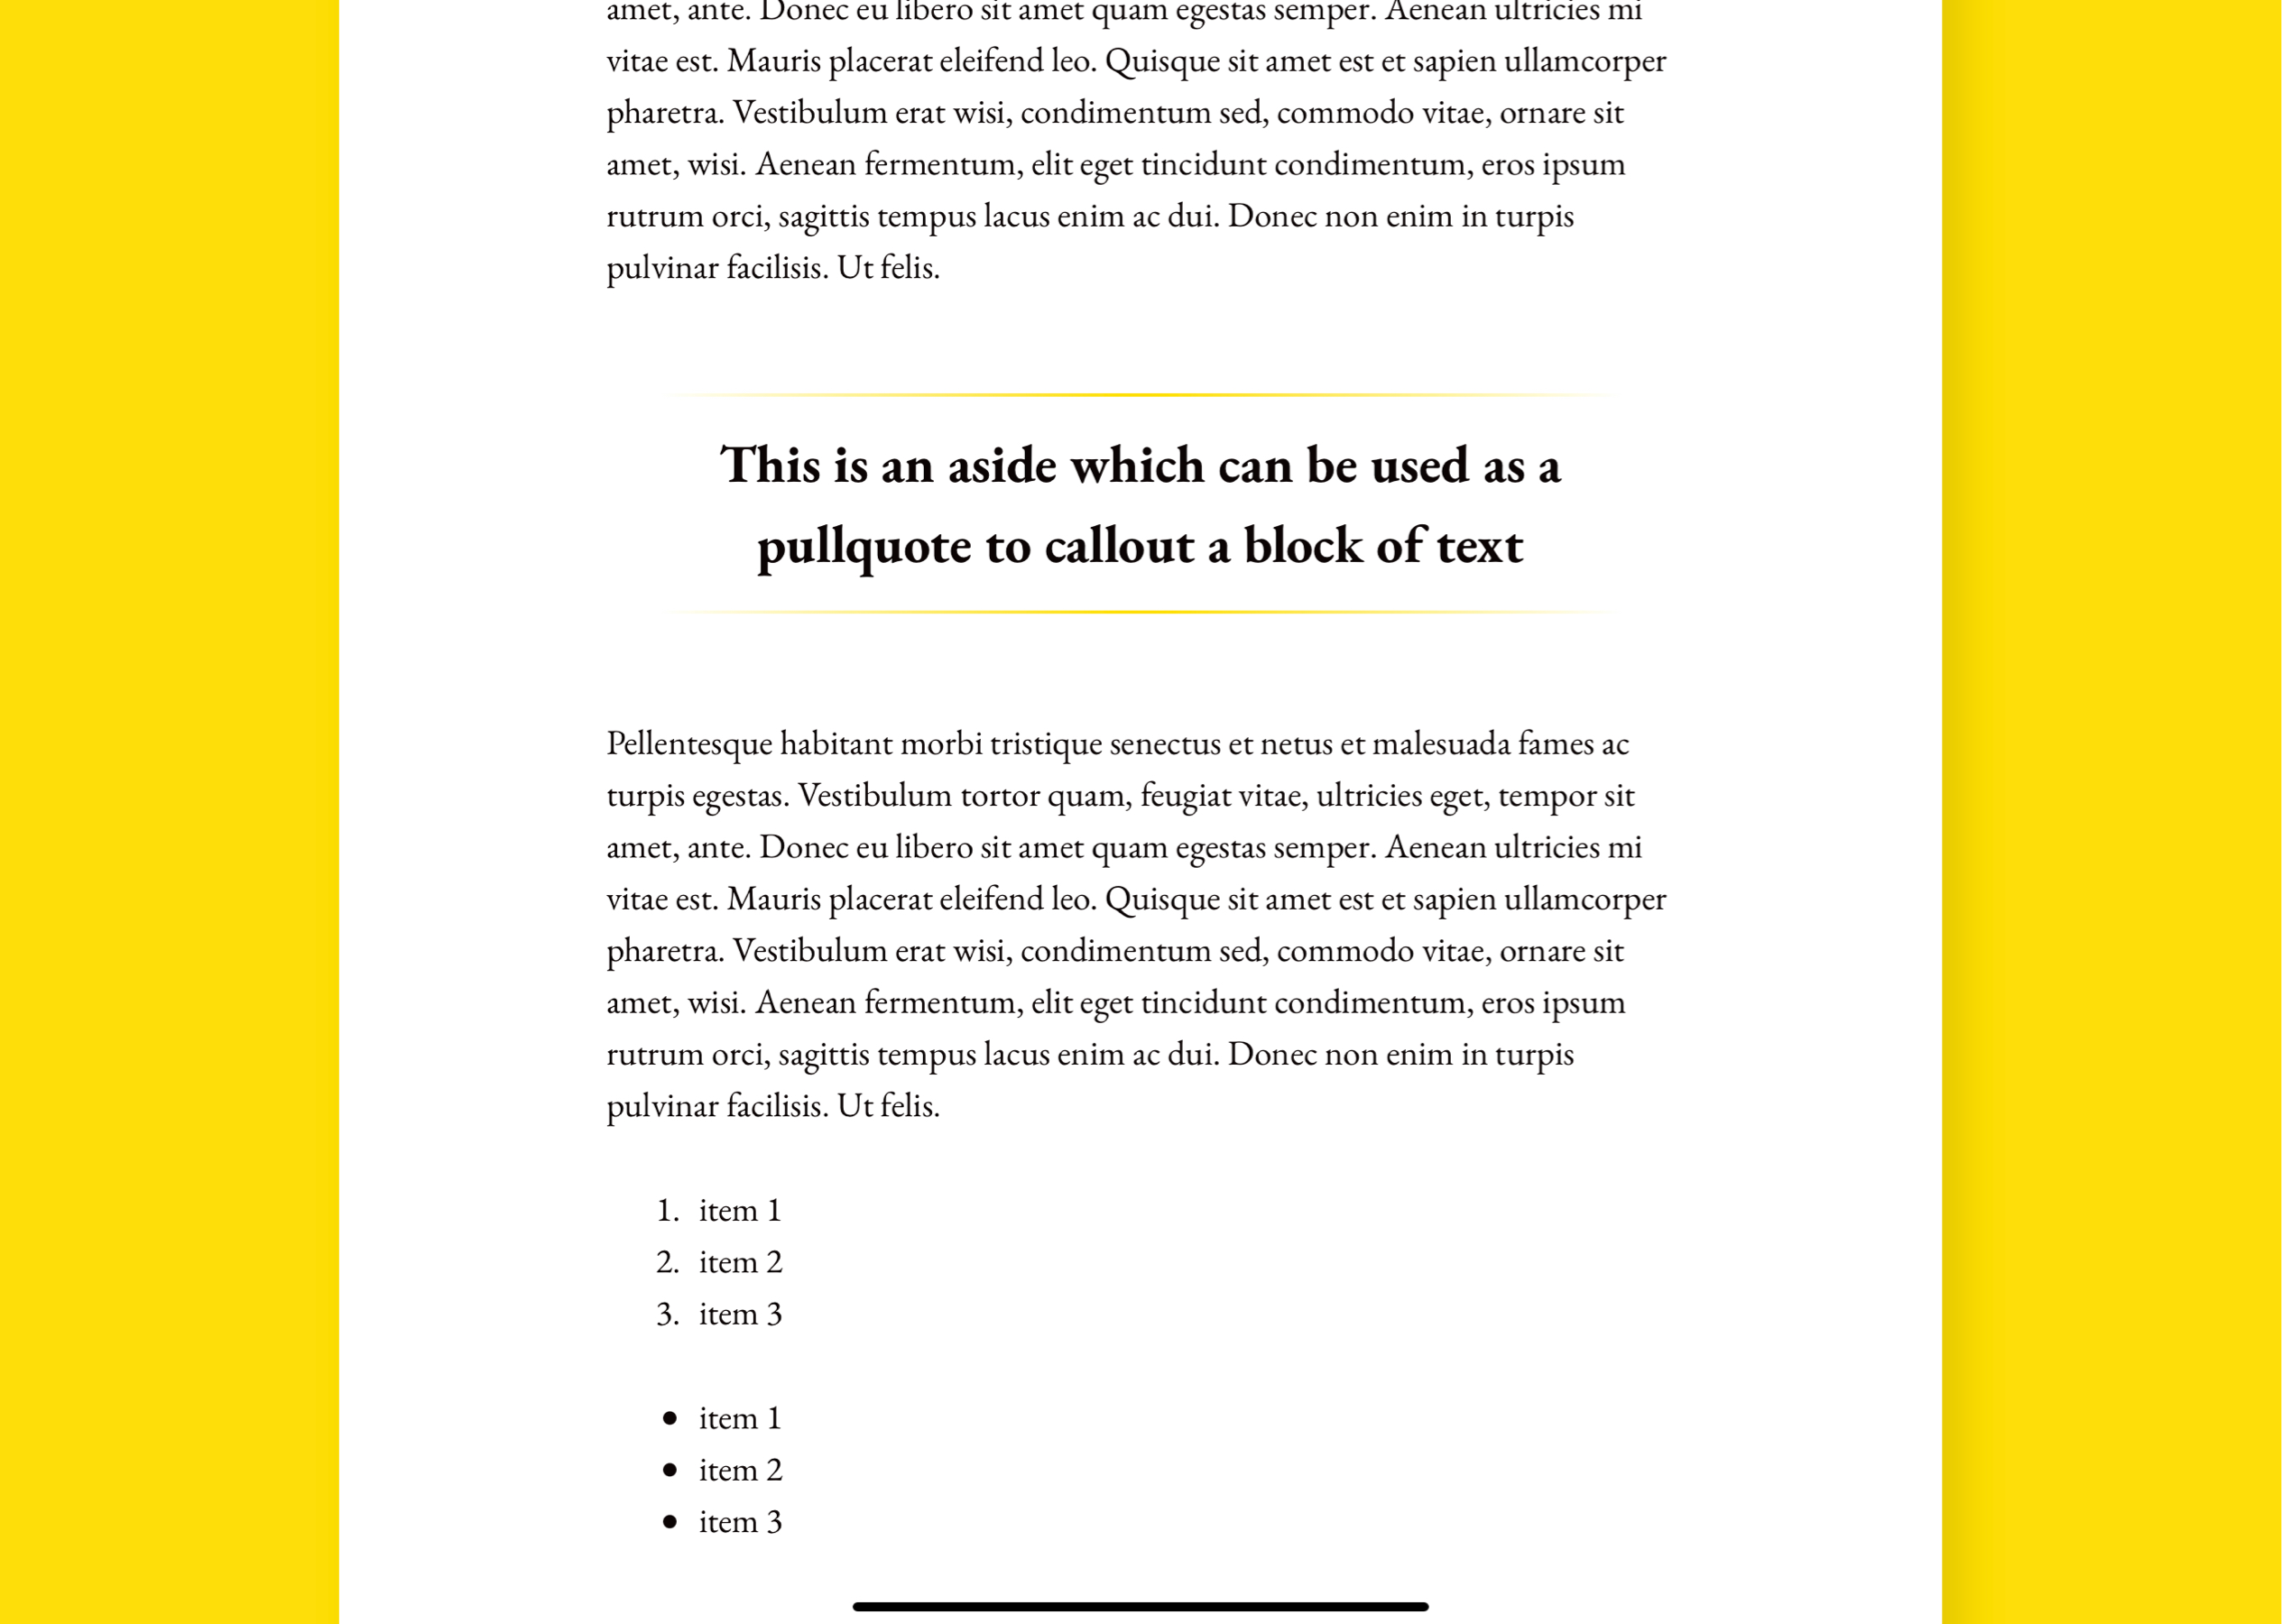 amet, ante. Donec eu libero sit amet quam egestas semper. Aenean ultricies mi
vitae est. Mauris placerat eleifend leo. Quisque sit amet est et sapien ullamcorper
pharetra. Vestibulum erat wisi, condimentum sed, commodo vitae, ornare sit
amet, wisi. Aenean fermentum, elit eget tincidunt condimentum, eros ipsum
rutrum orci, sagittis tempus lacus enim ac dui. Donec non enim in turpis
pulvinar facilisis. Ut felis.
This is an aside which can be used as a
pullquote to callout a block of text
Pellentesque habitant morbi tristique senectus et netus et malesuada fames ac
turpis egestas. Vestibulum tortor quam, feugiat vitae, ultricies eget, tempor sit
amet, ante. Donec eu libero sit amet quam egestas semper. Aenean ultricies mi
vitae est. Mauris placerat eleifend leo. Quisque sit amet est et sapien ullamcorper
pharetra. Vestibulum erat wisi, condimentum sed, commodo vitae, ornare sit
amet, wisi. Aenean fermentum, elit eget tincidunt condimentum, eros ipsum
rutrum orci, sagittis tempus lacus enim ac dui. Donec non enim in turpis
pulvinar facilisis. Ut felis.
1. item 1
2. item 2
3. item 3
• item 1
• item 2
• item 3